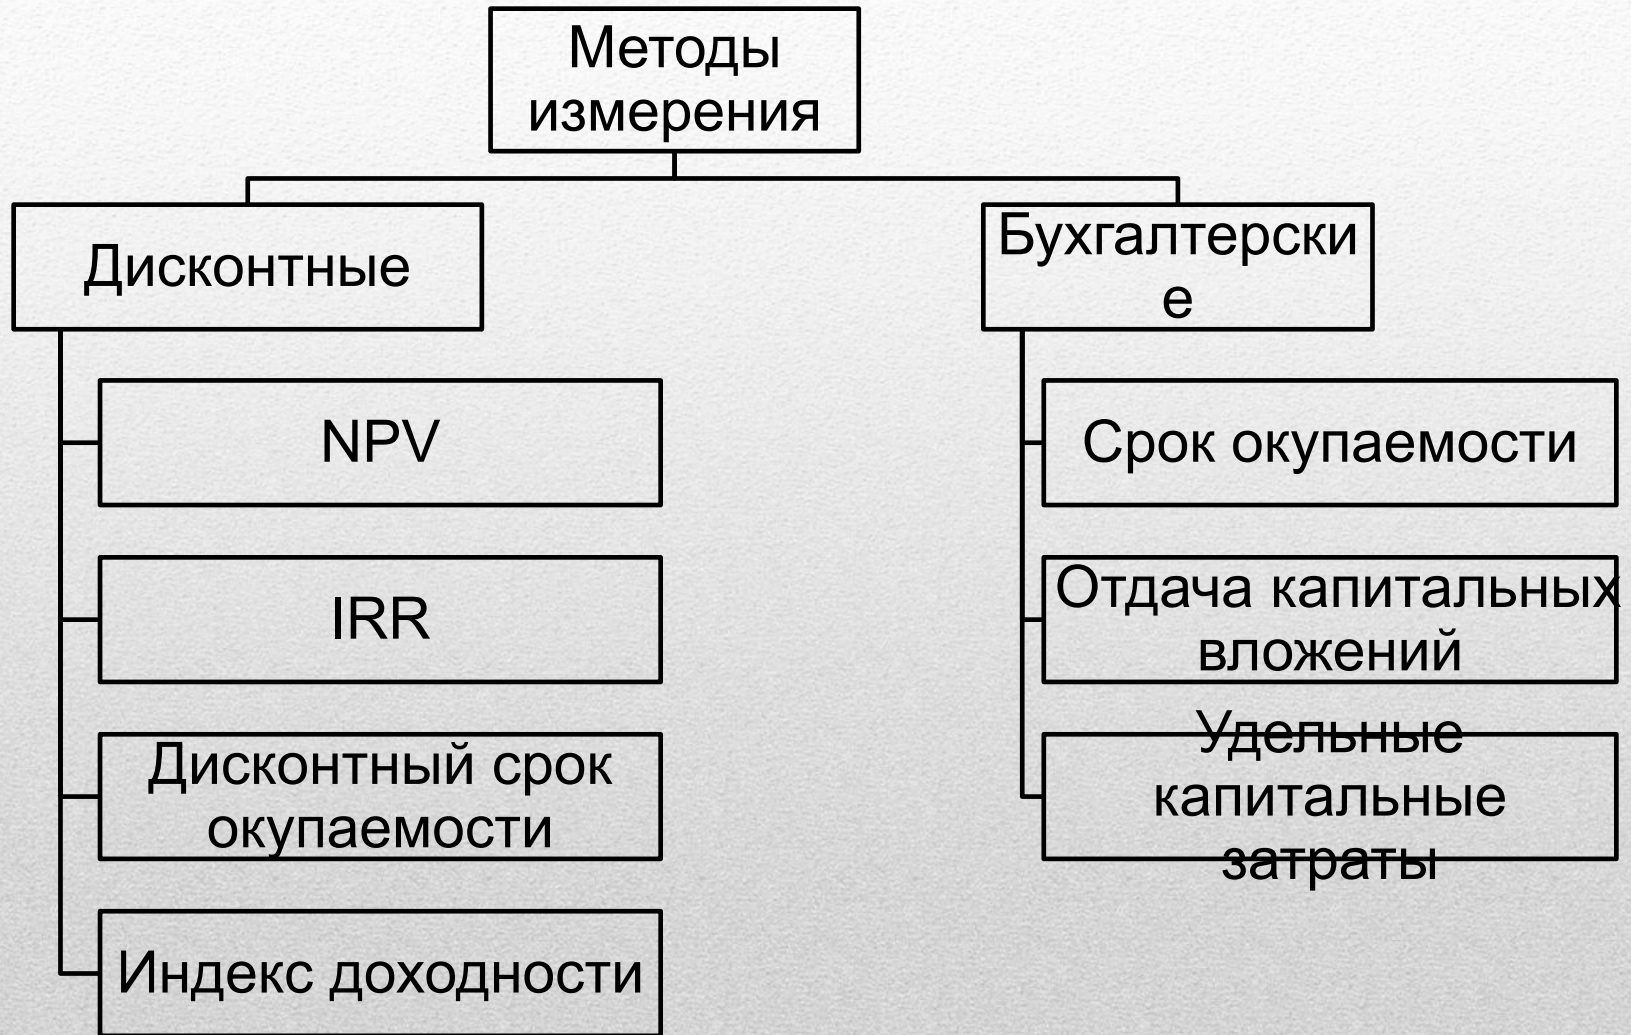 Методы
измерения
Дисконтные
NPV
IRR
Дисконтный срок
окупаемости
Индекс доходности
Бухгалтерски
е
Срок окупаемости
Отдача капитальных
вложений
Удельные
капитальные
затраты